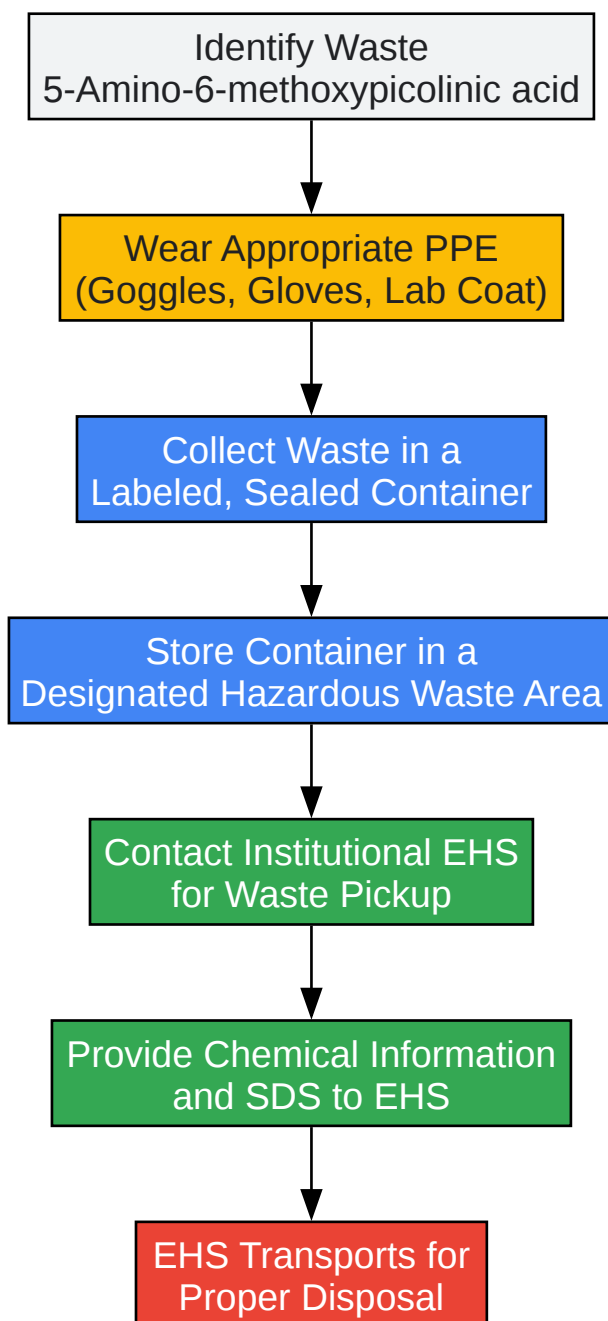 Identify Waste
5-Amino-6-methoxypicolinic acid
Wear Appropriate PPE
(Goggles, Gloves, Lab Coat)
Collect Waste in a
Labeled, Sealed Container
Store Container in a
Designated Hazardous Waste Area
Contact Institutional EHS
for Waste Pickup
Provide Chemical Information
and SDS to EHS
EHS Transports for
Proper Disposal